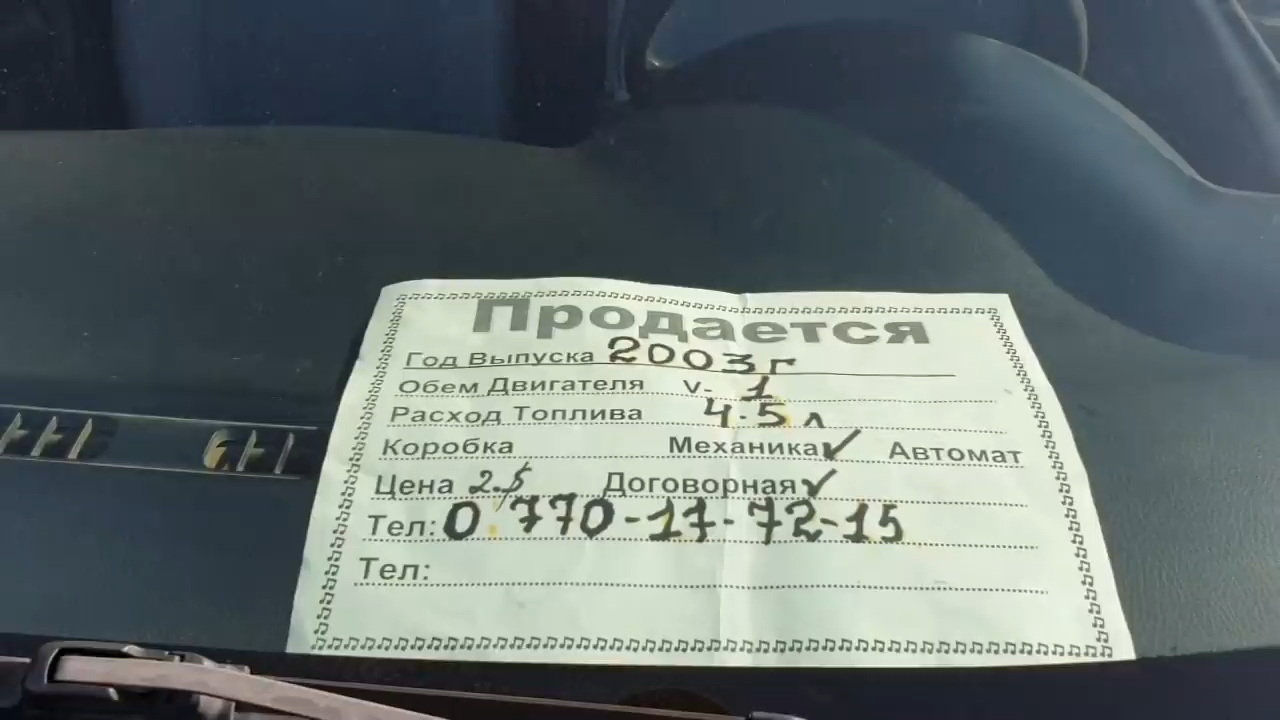 Продается
Год Выпуска 2003г
Обем Двигателя V- 1
Расход Топлива 4.5 л
Коробка Механика✓ Автомат
Цена 2.$ Договорная✓
Тел: 0.770-17-72-15
Тел: